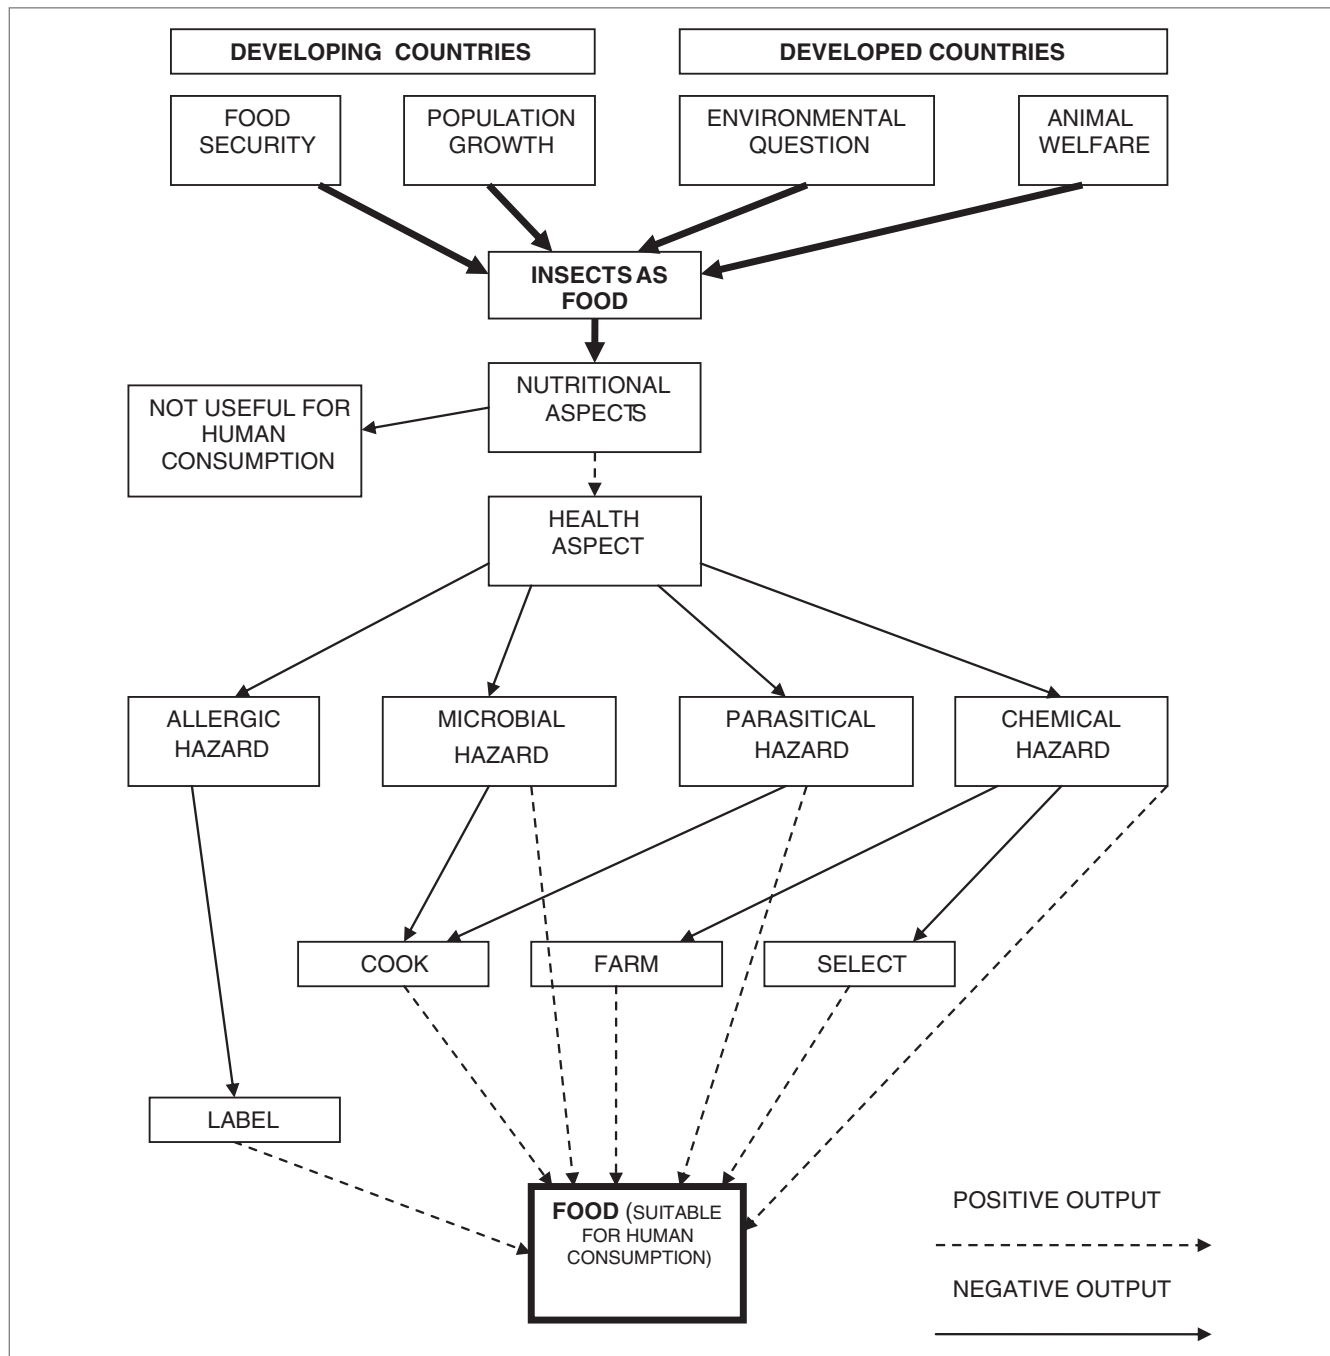 DEVELOPING COUNTRIES
DEVELOPED COUNTRIES
FOOD
SECURITY
POPULATION
GROWTH
ENVIRONMENTAL
QUESTION
ANIMAL
WELFARE
INSECTS AS
FOOD
NUTRITIONAL
ASPECTS
NOT USEFUL FOR
HUMAN
CONSUMPTION
HEALTH
ASPECT
ALLERGIC
HAZARD
MICROBIAL
HAZARD
PARASITICAL
HAZARD
CHEMICAL
HAZARD
COOK
FARM
SELECT
LABEL
FOOD (SUITABLE
FOR HUMAN
CONSUMPTION)
POSITIVE OUTPUT
NEGATIVE OUTPUT